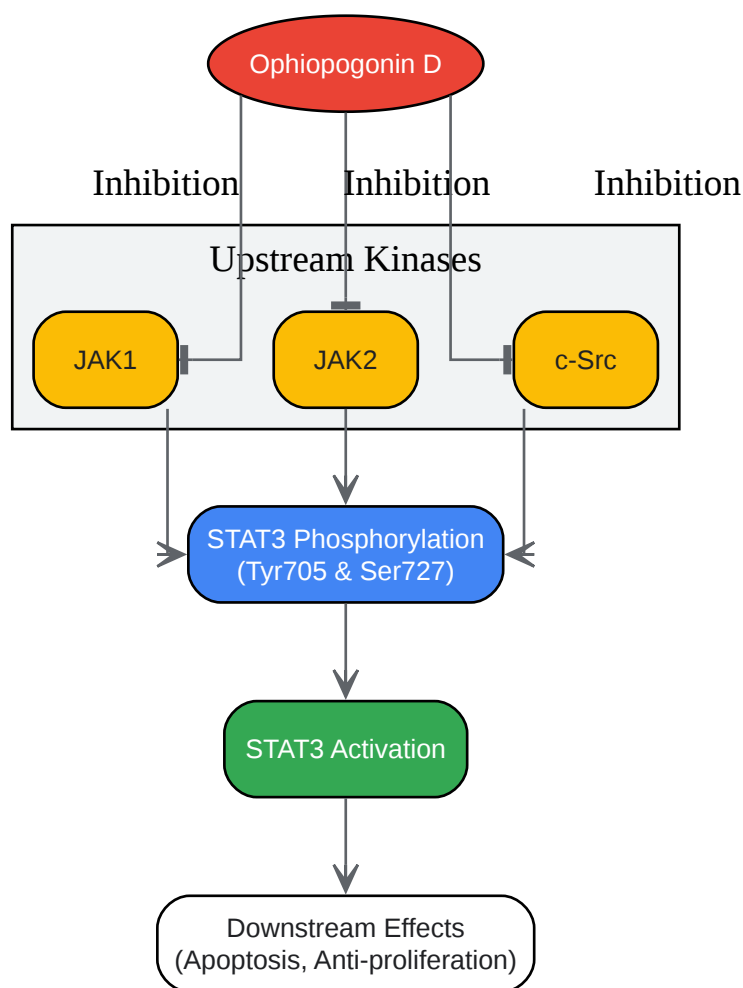 Ophiopogonin D
Inhibition
Inhibition
Inhibition
Upstream Kinases
JAK1
JAK2
c-Src
STAT3 Phosphorylation
(Tyr705 & Ser727)
STAT3 Activation
Downstream Effects
(Apoptosis, Anti-proliferation)